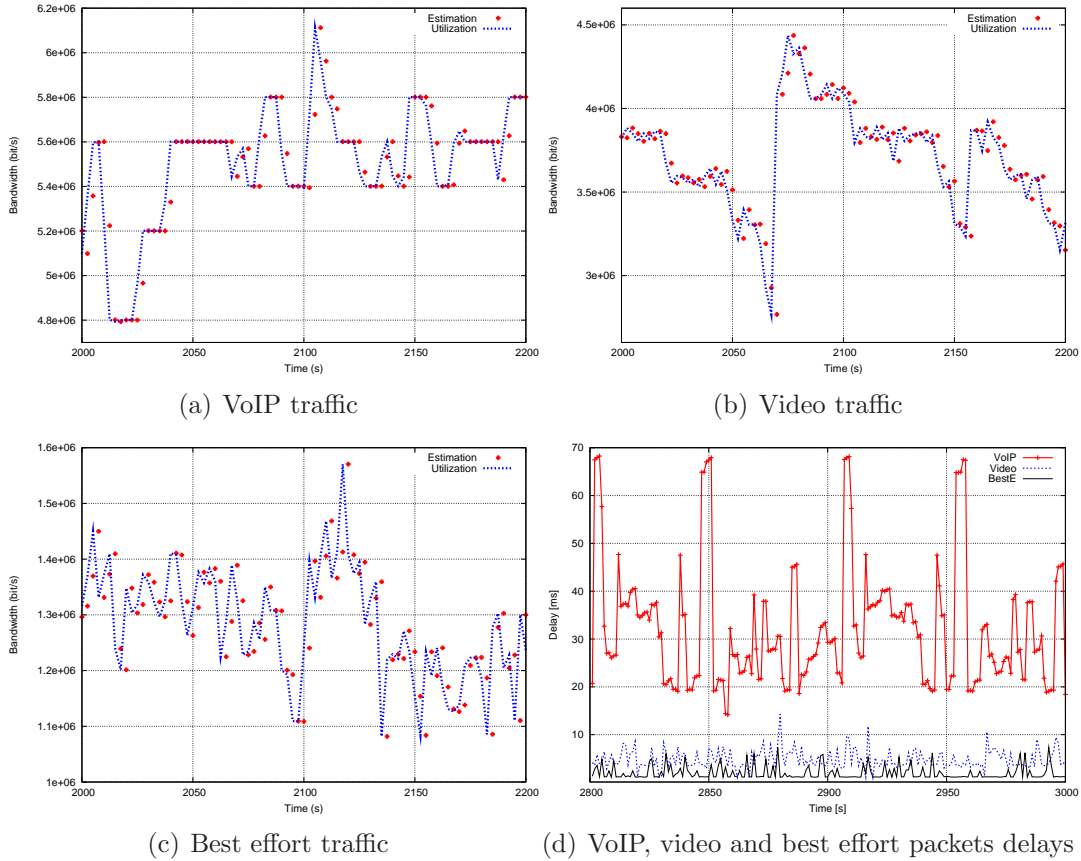 6.2e+06
6e+06
5.8e+06
5.6e+06
5.4e+06
5.2e+06
5e+06
4.8e+06
Bandwidth (bit/s)
Estimation
Utilization
2000 2050 2100 2150 2200
Time (s)
(a) VoIP traffic
4.5e+06
4e+06
3.5e+06
3e+06
Bandwidth (bit/s)
Estimation
Utilization
2000 2050 2100 2150 2200
Time (s)
(b) Video traffic
1.6e+06
1.5e+06
1.4e+06
1.3e+06
1.2e+06
1.1e+06
1e+06
Bandwidth (bit/s)
Estimation
Utilization
2000 2050 2100 2150 2200
Time (s)
(c) Best effort traffic
70
60
50
40
30
20
10
Delay [ms]
VoIP
Video
BestE
2800 2850 2900 2950 3000
Time [s]
(d) VoIP, video and best effort packets delays